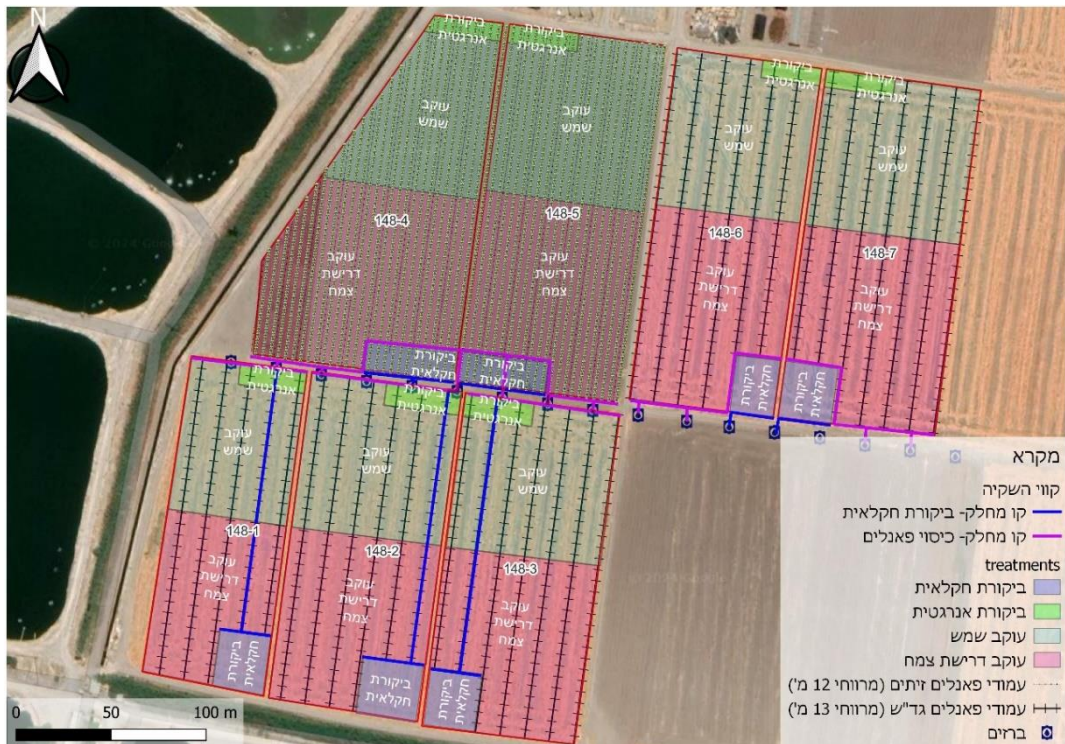 N
ביקורת
אנרגטית
ביקורת
אנרגטית
ביקורת
אנרגטית
ביקורת
אנרגטית
עוקב
שמש
עוקב
שמש
עוקב
שמש
עוקב
שמש
148-4
148-5
148-6
148-7
עוקב
דרישת
צמח
עוקב
דרישת
צמח
עוקב
דרישת
צמח
עוקב
דרישת
צמח
ביקורת
חקלאית
ביקורת
חקלאית
ביקורת
חקלאית
ביקורת
חקלאית
ביקורת
אנרגטית
ביקורת
אנרגטית
ביקורת
אנרגטית
עוקב
שמש
עוקב
שמש
עוקב
שמש
148-1
148-2
148-3
עוקב
דרישת
צמח
עוקב
דרישת
צמח
עוקב
דרישת
צמח
ביקורת
חקלאית
ביקורת
חקלאית
ביקורת
חקלאית
0 50 100 m
מקרא
קווי השקיה
קו מחלק- ביקורת חקלאית
קו מחלק- כיסוי פאנלים
treatments
ביקורת חקלאית
ביקורת אנרגטית
עוקב שמש
עוקב דרישת צמח
עמודי פאנלים זיתים (מרווחי 12 מ')
עמודי פאנלים גד"ש (מרווחי 13 מ')
ברזים